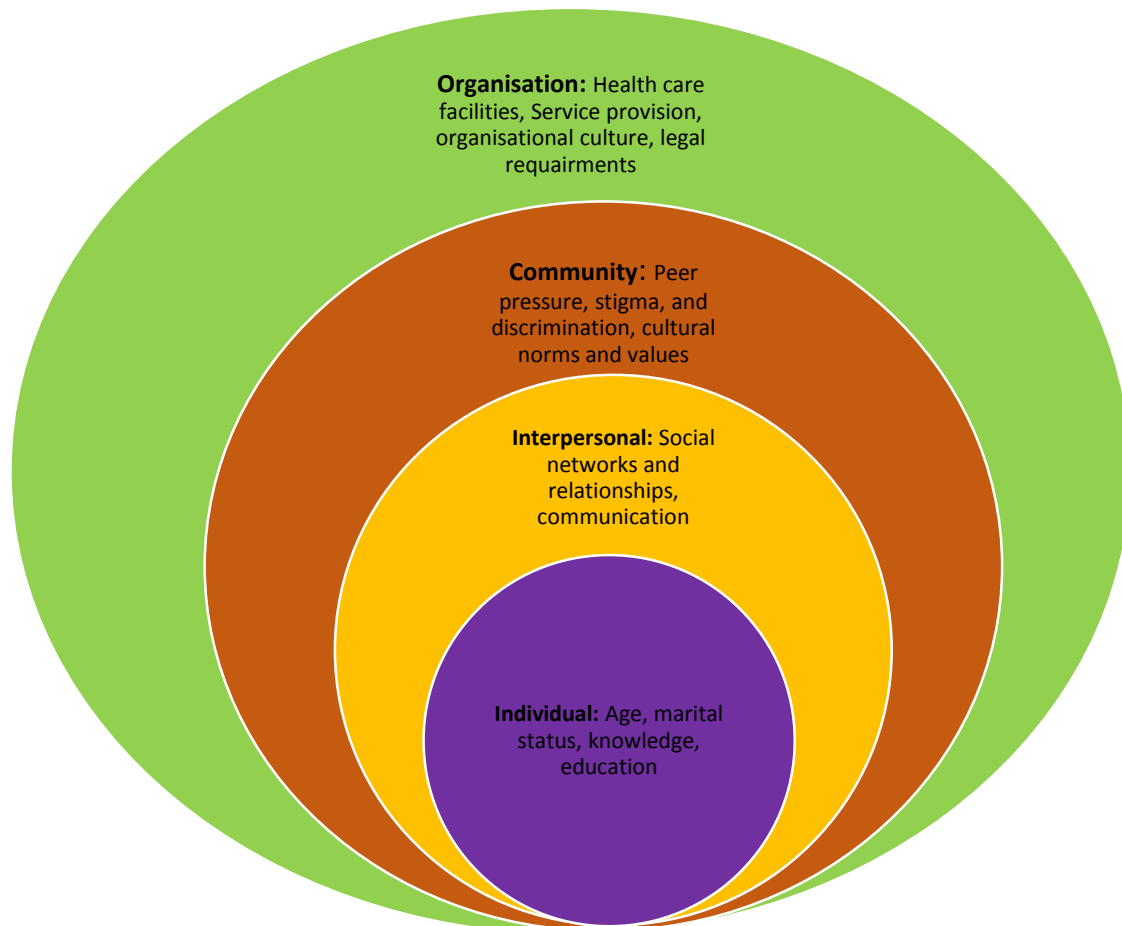 Organisation: Health care
facilities, Service provision,
organisational culture, legal
requairments
Community: Peer
pressure, stigma, and
discrimination, cultural
norms and values
Interpersonal: Social
networks and
relationships,
communication
Individual: Age, marital
status, knowledge,
education